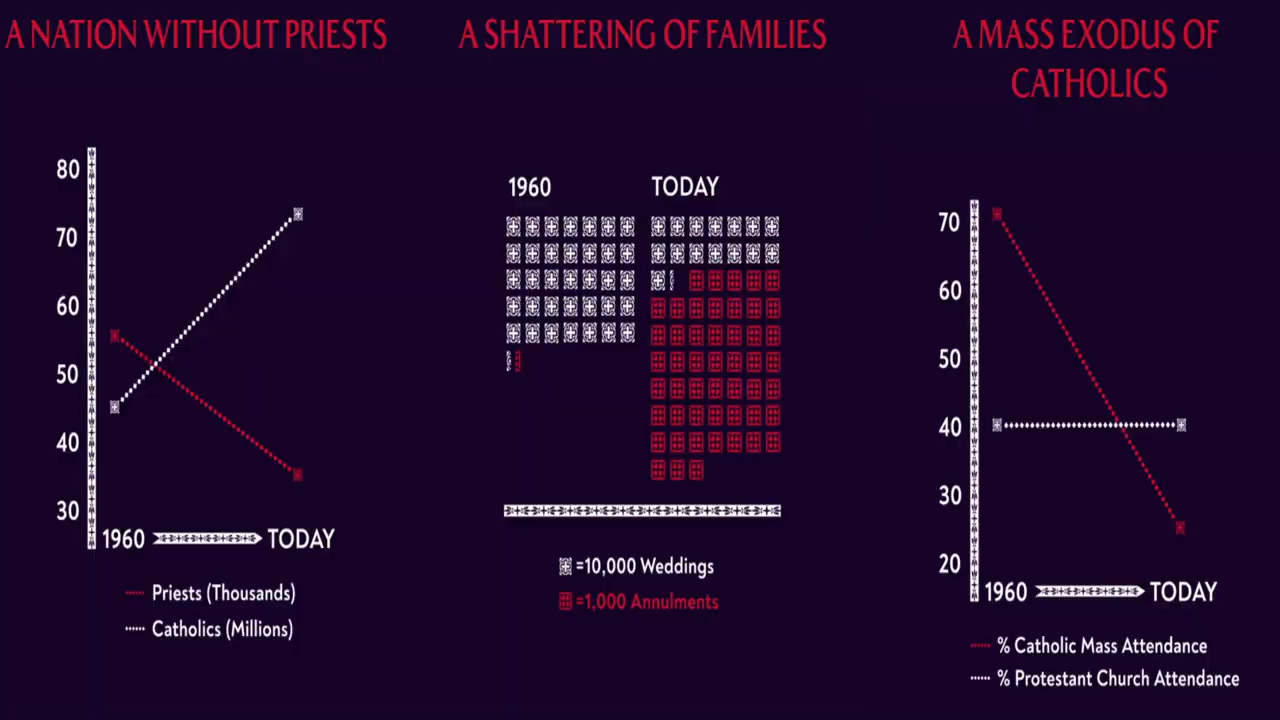 A NATION WITHOUT PRIESTS
80
70
60
50
40
30
1960 TODAY
Priests (Thousands)
Catholics (Millions)
A SHATTERING OF FAMILIES
1960 TODAY
=10,000 Weddings
=1,000 Annulments
A MASS EXODUS OF
CATHOLICS
70
60
50
40
30
20
1960 TODAY
% Catholic Mass Attendance
% Protestant Church Attendance